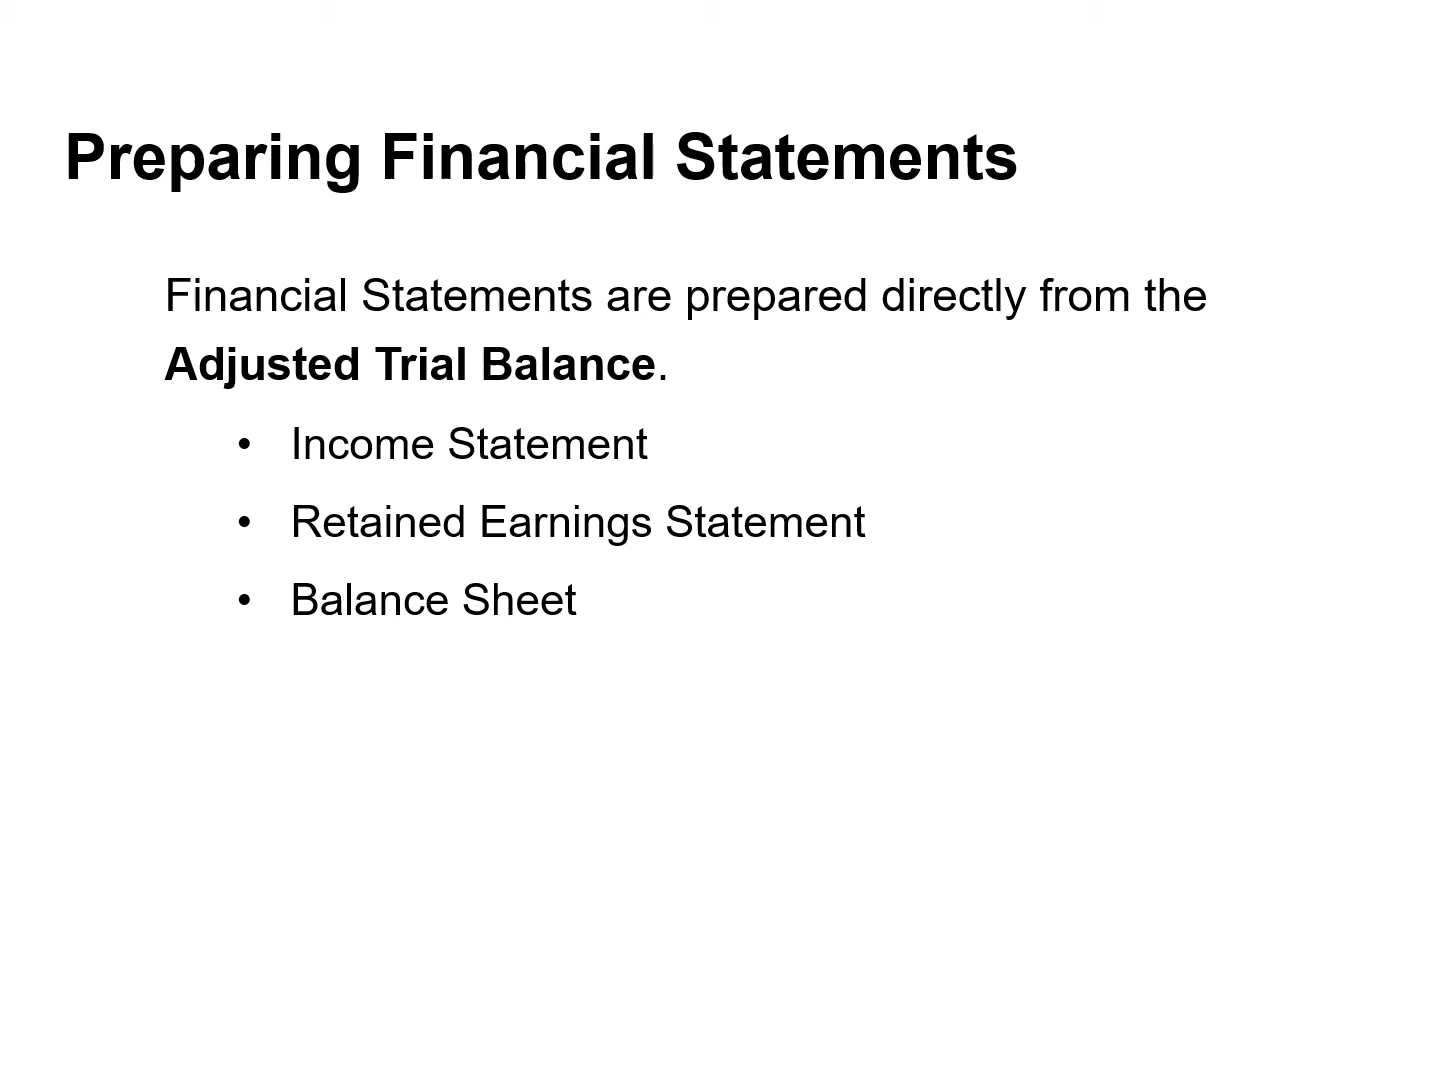 Preparing Financial Statements
Financial Statements are prepared directly from the
Adjusted Trial Balance.
• Income Statement
• Retained Earnings Statement
• Balance Sheet